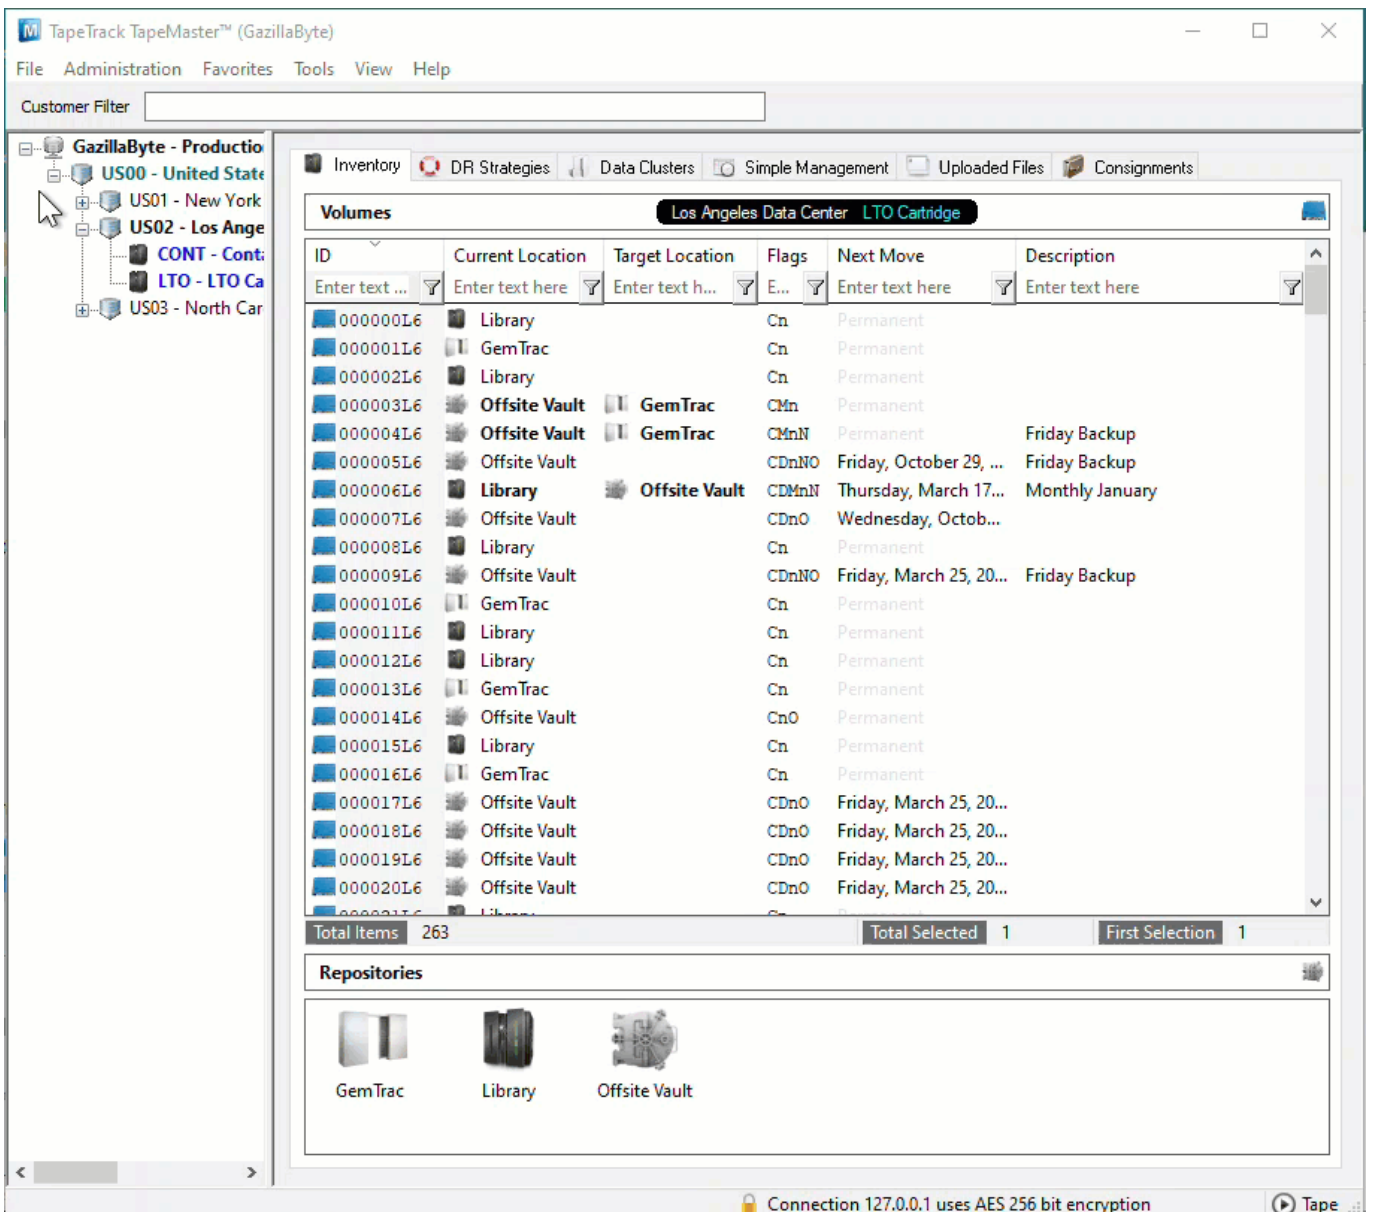 TapeTrack TapeMaster™ (GazillaByte)
File Administration Favorites Tools View Help
Customer Filter
GazillaByte - Productio
US00 - United State
US01 - New York
US02 - Los Ange
CONT - Conta
LTO - LTO Ca
US03 - North Car
Inventory DR Strategies Data Clusters Simple Management Uploaded Files Consignments
Volumes Los Angeles Data Center LTO Cartridge
ID Current Location Target Location Flags Next Move Description
Enter text ... Enter text here Enter text h... E... Enter text here Enter text here
000000L6 Library Cn Permanent
000001L6 GemTrac Cn Permanent
000002L6 Library Cn Permanent
000003L6 Offsite Vault GemTrac CMn Permanent
000004L6 Offsite Vault GemTrac CMnN Permanent Friday Backup
000005L6 Offsite Vault CDnNO Friday, October 29, ... Friday Backup
000006L6 Library Offsite Vault CDMnN Thursday, March 17... Monthly January
000007L6 Offsite Vault CDnO Wednesday, Octob...
000008L6 Library Cn Permanent
000009L6 Offsite Vault CDnNO Friday, March 25, 20... Friday Backup
000010L6 GemTrac Cn Permanent
000011L6 Library Cn Permanent
000012L6 Library Cn Permanent
000013L6 GemTrac Cn Permanent
000014L6 Offsite Vault CnO Permanent
000015L6 Library Cn Permanent
000016L6 GemTrac Cn Permanent
000017L6 Offsite Vault CDnO Friday, March 25, 20...
000018L6 Offsite Vault CDnO Friday, March 25, 20...
000019L6 Offsite Vault CDnO Friday, March 25, 20...
000020L6 Offsite Vault CDnO Friday, March 25, 20...
Total Items 263 Total Selected 1 First Selection 1
Repositories
GemTrac Library Offsite Vault
Connection 127.0.0.1 uses AES 256 bit encryption Tape